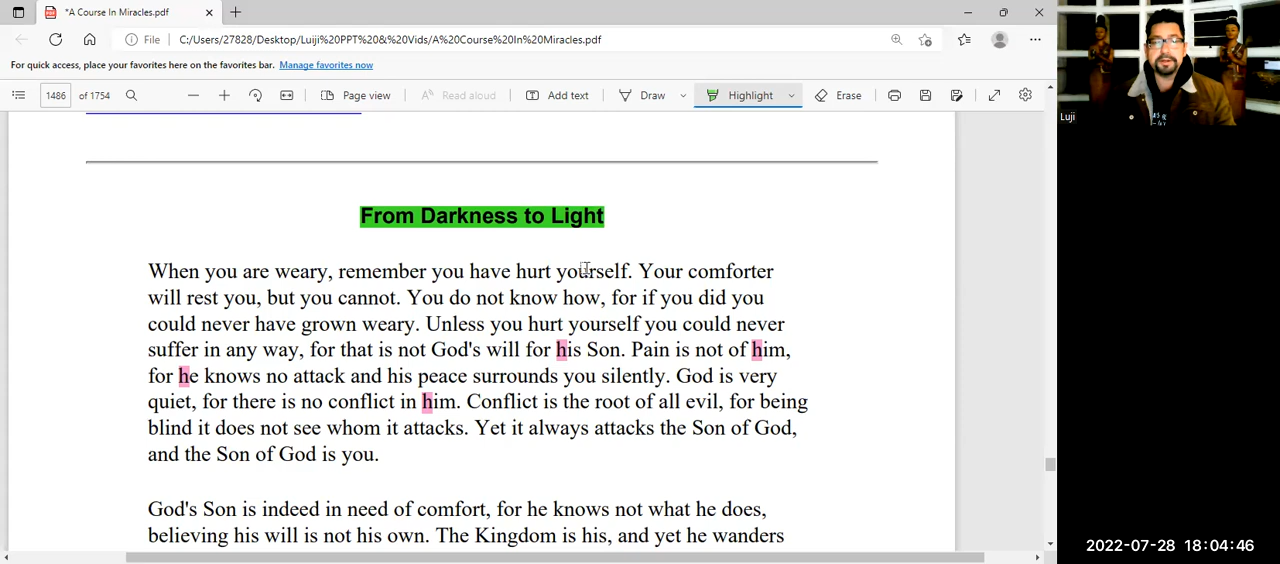 *A Course In Miracles.pdf
File
C:/Users/27828/Desktop/Luiji%20PPT%20&%20Vids/A%20Course%20In%20Miracles.pdf
For quick access, place your favorites here on the favorites bar. Manage favorites now
1486 of 1754
Page view
Read aloud
Add text
Draw
Highlight
Erase
Luji
From Darkness to Light
When you are weary, remember you have hurt yourself. Your comforter
will rest you, but you cannot. You do not know how, for if you did you
could never have grown weary. Unless you hurt yourself you could never
suffer in any way, for that is not God's will for his Son. Pain is not of him,
for he knows no attack and his peace surrounds you silently. God is very
quiet, for there is no conflict in him. Conflict is the root of all evil, for being
blind it does not see whom it attacks. Yet it always attacks the Son of God,
and the Son of God is you.
God's Son is indeed in need of comfort, for he knows not what he does,
believing his will is not his own. The Kingdom is his, and yet he wanders
2022-07-28 18:04:46